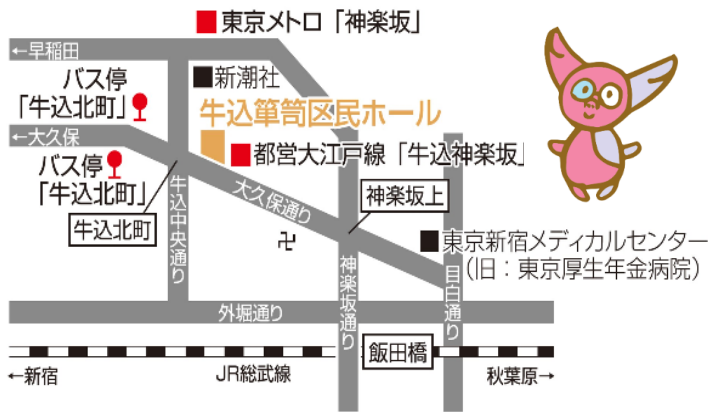 東京メトロ「神楽坂」
←早稲田
バス停
「牛込北町」
新潮社
牛込箪笥区民ホール
←大久保
都営大江戸線「牛込神楽坂」
バス停
「牛込北町」
大久保通り
神楽坂上
牛込北町
牛込中央通り
卍
東京新宿メディカルセンター
（旧：東京厚生年金病院）
神楽坂通り
目白通り
外堀通り
飯田橋
←新宿
JR総武線
秋葉原→